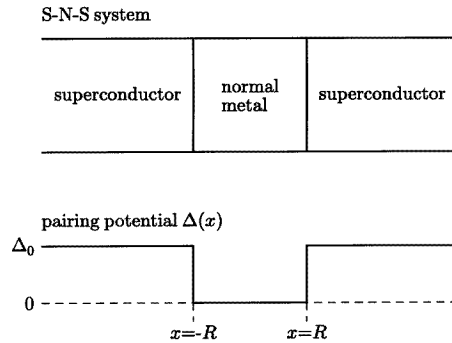 S-N-S system
superconductor
normal
metal
superconductor
pairing potential Δ(x)
Δ₀
0
x=-R
x=R